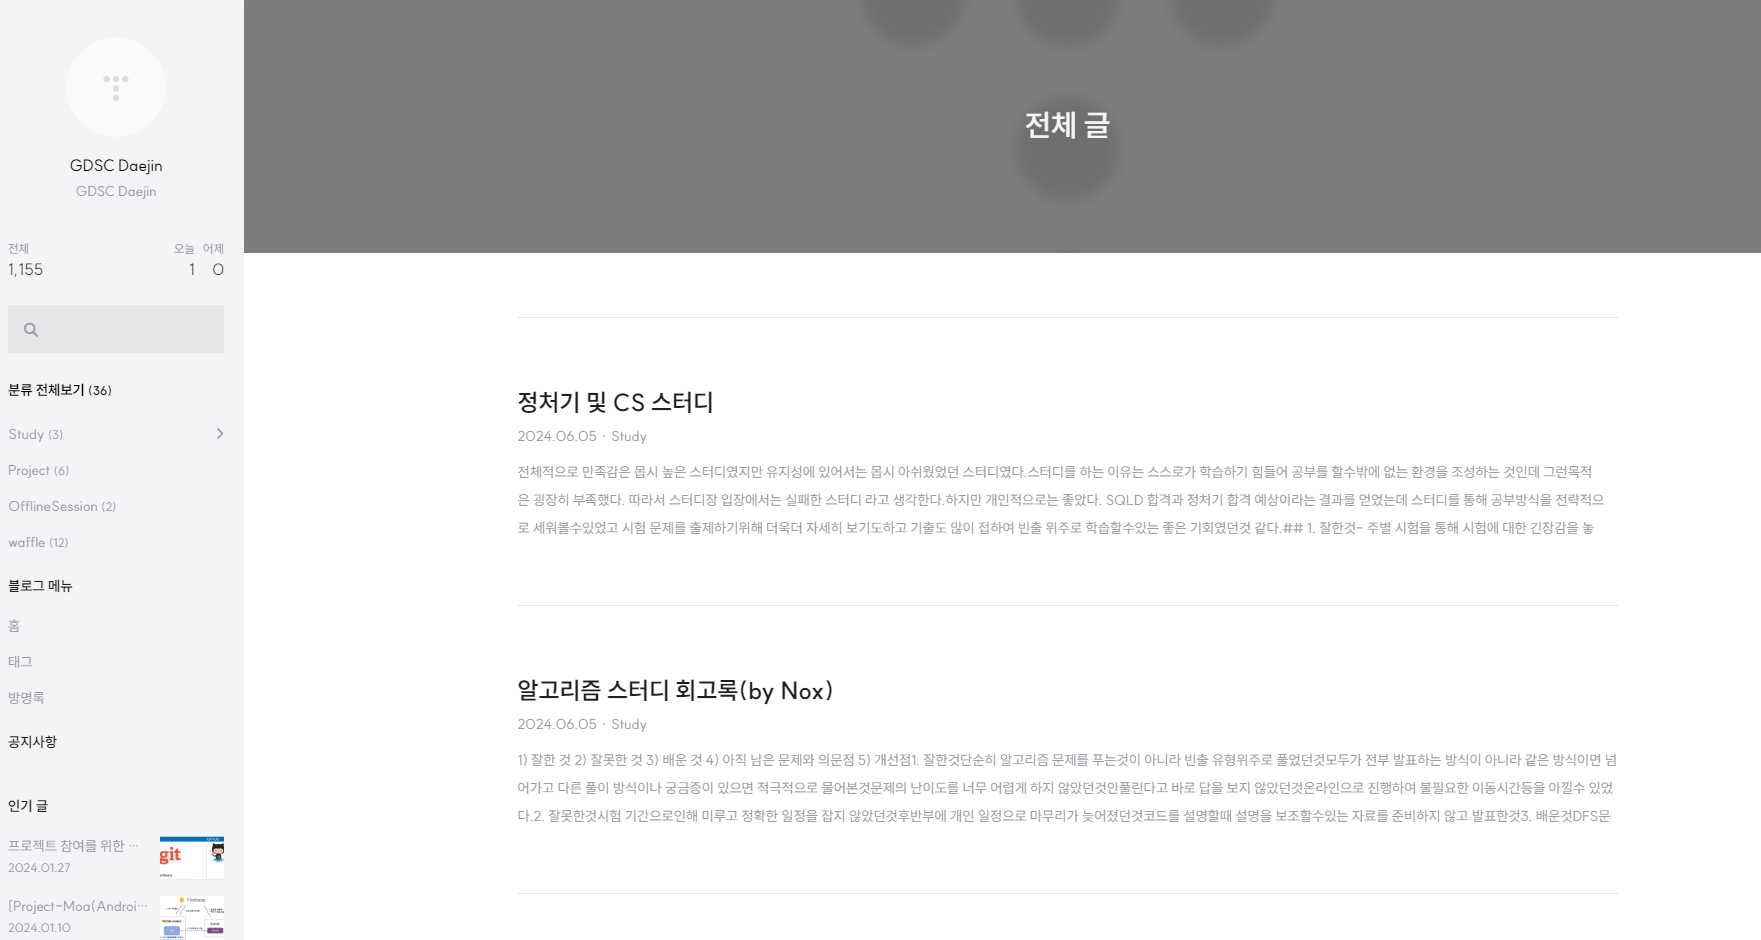 GDSC Daejin
GDSC Daejin
전체
1,155
오늘 어제
1 0
분류 전체보기 (36)
Study (3)
Project (6)
OfflineSession (2)
waffle (12)
블로그 메뉴
홈
태그
방명록
공지사항
인기 글
프로젝트 참여를 위한 ···
2024.01.27
git
[Project-Moa(Androi···
2024.01.10
Firebase
전체 글
정처기 및 CS 스터디
2024.06.05 · Study
전체적으로 만족감은 몹시 높은 스터디였지만 유지성에 있어서는 몹시 아쉬웠었던 스터디였다.스터디를 하는 이유는 스스로가 학습하기 힘들어 공부를 할수밖에 없는 환경을 조성하는 것인데 그런목적
은 굉장히 부족했다. 따라서 스터디장 입장에서는 실패한 스터디 라고 생각한다.하지만 개인적으로는 좋았다. SQLD 합격과 정처기 합격 예상이라는 결과를 얻었는데 스터디를 통해 공부방식을 전략적으
로 세워볼수있었고 시험 문제를 출제하기위해 더욱더 자세히 보기도하고 기출도 많이 접하여 빈출 위주로 학습할수있는 좋은 기회였던것 같다.## 1. 잘한것- 주별 시험을 통해 시험에 대한 긴장감을 놓
알고리즘 스터디 회고록(by Nox)
2024.06.05 · Study
1) 잘한 것 2) 잘못한 것 3) 배운 것 4) 아직 남은 문제와 의문점 5) 개선점1. 잘한것단순히 알고리즘 문제를 푸는것이 아니라 빈출 유형위주로 풀었던것모두가 전부 발표하는 방식이 아니라 같은 방식이면 넘
어가고 다른 풀이 방식이나 궁금증이 있으면 적극적으로 물어본것문제의 난이도를 너무 어렵게 하지 않았던것안풀린다고 바로 답을 보지 않았던것온라인으로 진행하여 불필요한 이동시간등을 아낄수 있었
다.2. 잘못한것시험 기간으로인해 미루고 정확한 일정을 잡지 않았던것후반부에 개인 일정으로 마무리가 늦어졌던것코드를 설명할때 설명을 보조할수있는 자료를 준비하지 않고 발표한것3. 배운것DFS문